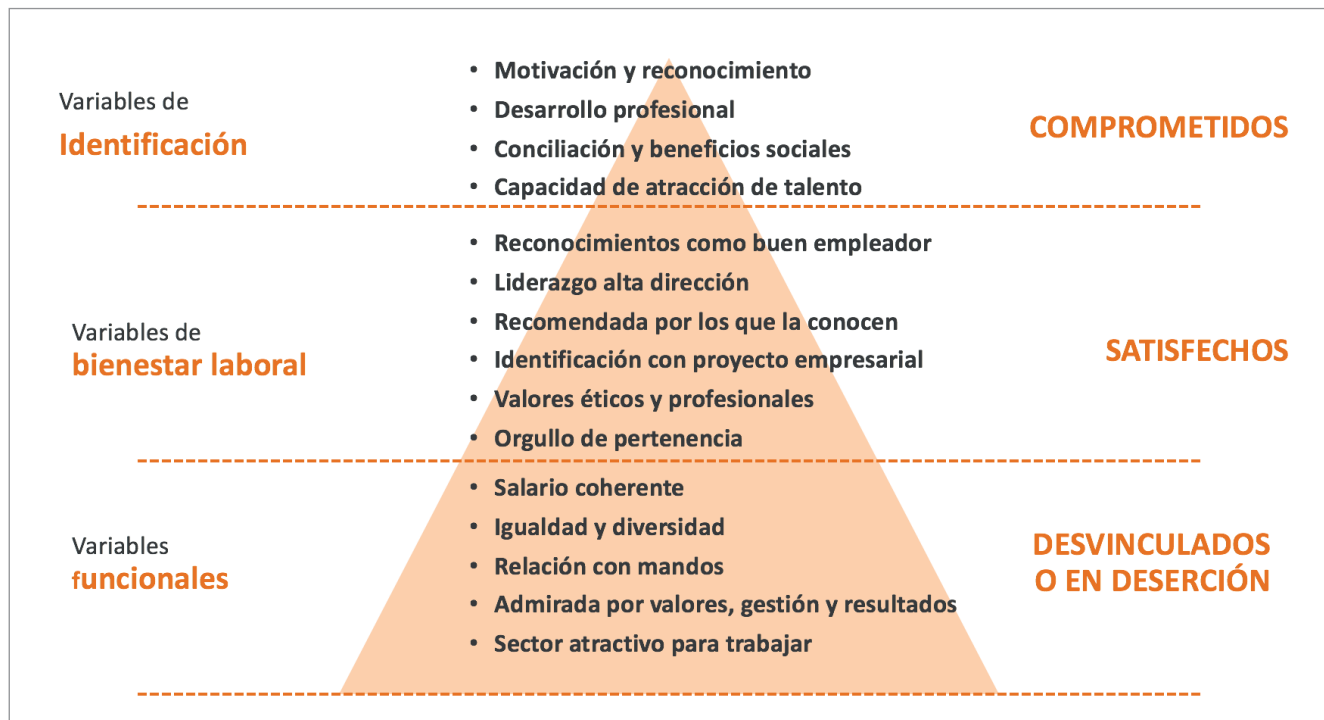 Variables de
Identificación
• Motivación y reconocimiento
• Desarrollo profesional
• Conciliación y beneficios sociales
• Capacidad de atracción de talento
COMPROMETIDOS
Variables de
bienestar laboral
• Reconocimientos como buen empleador
• Liderazgo alta dirección
• Recomendada por los que la conocen
• Identificación con proyecto empresarial
• Valores éticos y profesionales
• Orgullo de pertenencia
SATISFECHOS
Variables
funcionales
• Salario coherente
• Igualdad y diversidad
• Relación con mandos
• Admirada por valores, gestión y resultados
• Sector atractivo para trabajar
DESVINCULADOS
O EN DESERCIÓN